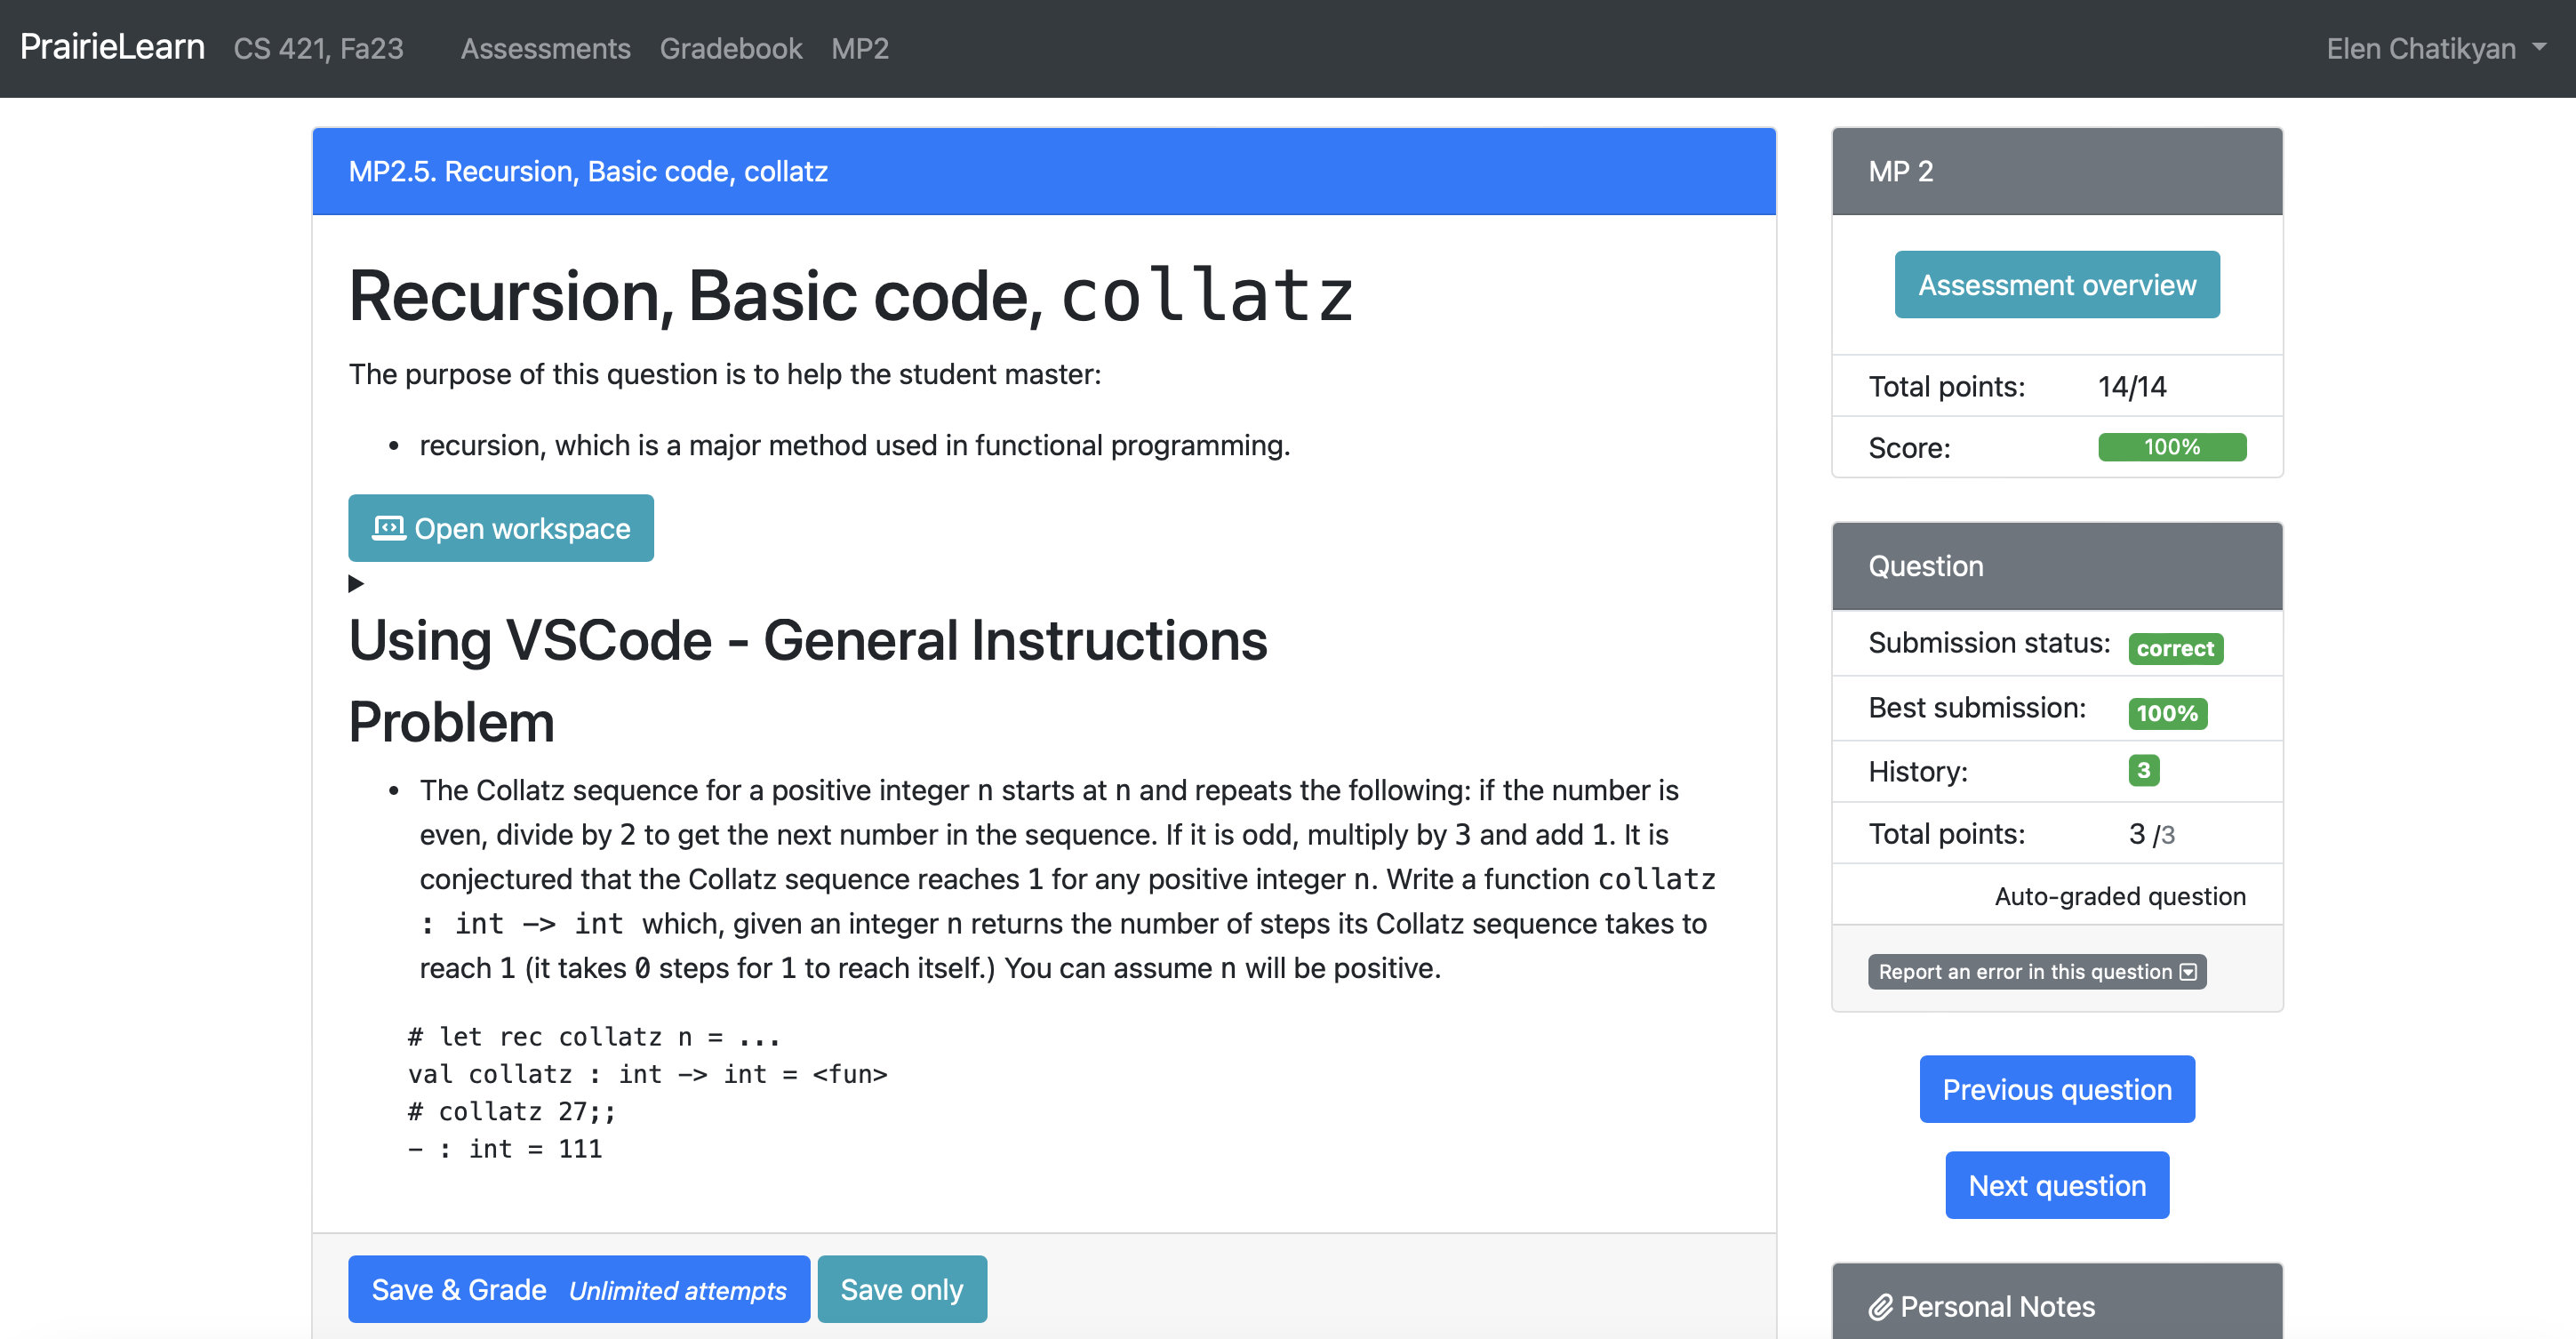 PrairieLearn CS 421, Fa23 Assessments Gradebook MP2 Elen Chatikyan
MP2.5. Recursion, Basic code, collatz
Recursion, Basic code, collatz
The purpose of this question is to help the student master:
• recursion, which is a major method used in functional programming.
Open workspace
Using VSCode - General Instructions
Problem
• The Collatz sequence for a positive integer n starts at n and repeats the following: if the number is
even, divide by 2 to get the next number in the sequence. If it is odd, multiply by 3 and add 1. It is
conjectured that the Collatz sequence reaches 1 for any positive integer n. Write a function collatz
: int -> int which, given an integer n returns the number of steps its Collatz sequence takes to
reach 1 (it takes 0 steps for 1 to reach itself.) You can assume n will be positive.
# let rec collatz n = ...
val collatz : int -> int = <fun>
# collatz 27;;
- : int = 111
Save & Grade Unlimited attempts Save only
MP 2
Assessment overview
Total points: 14/14
Score: 100%
Question
Submission status: correct
Best submission: 100%
History: 3
Total points: 3 /3
Auto-graded question
Report an error in this question
Previous question
Next question
Personal Notes